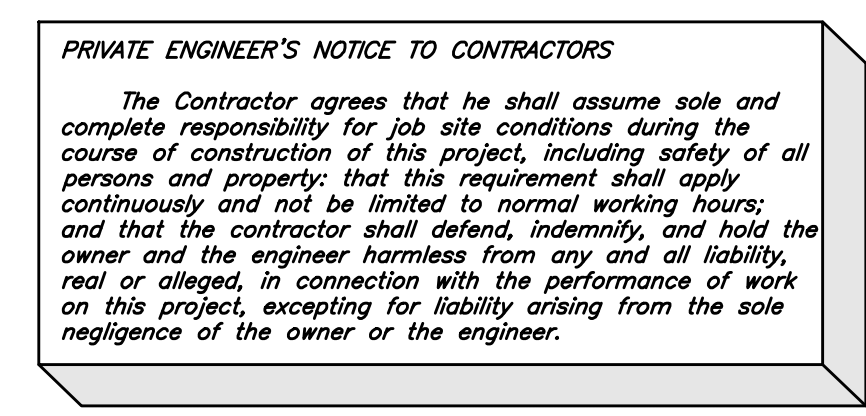 PRIVATE ENGINEER'S NOTICE TO CONTRACTORS
The Contractor agrees that he shall assume sole and
complete responsibility for job site conditions during the
course of construction of this project, including safety of all
persons and property: that this requirement shall apply
continuously and not be limited to normal working hours;
and that the contractor shall defend, indemnify, and hold the
owner and the engineer harmless from any and all liability,
real or alleged, in connection with the performance of work
on this project, excepting for liability arising from the sole
negligence of the owner or the engineer.